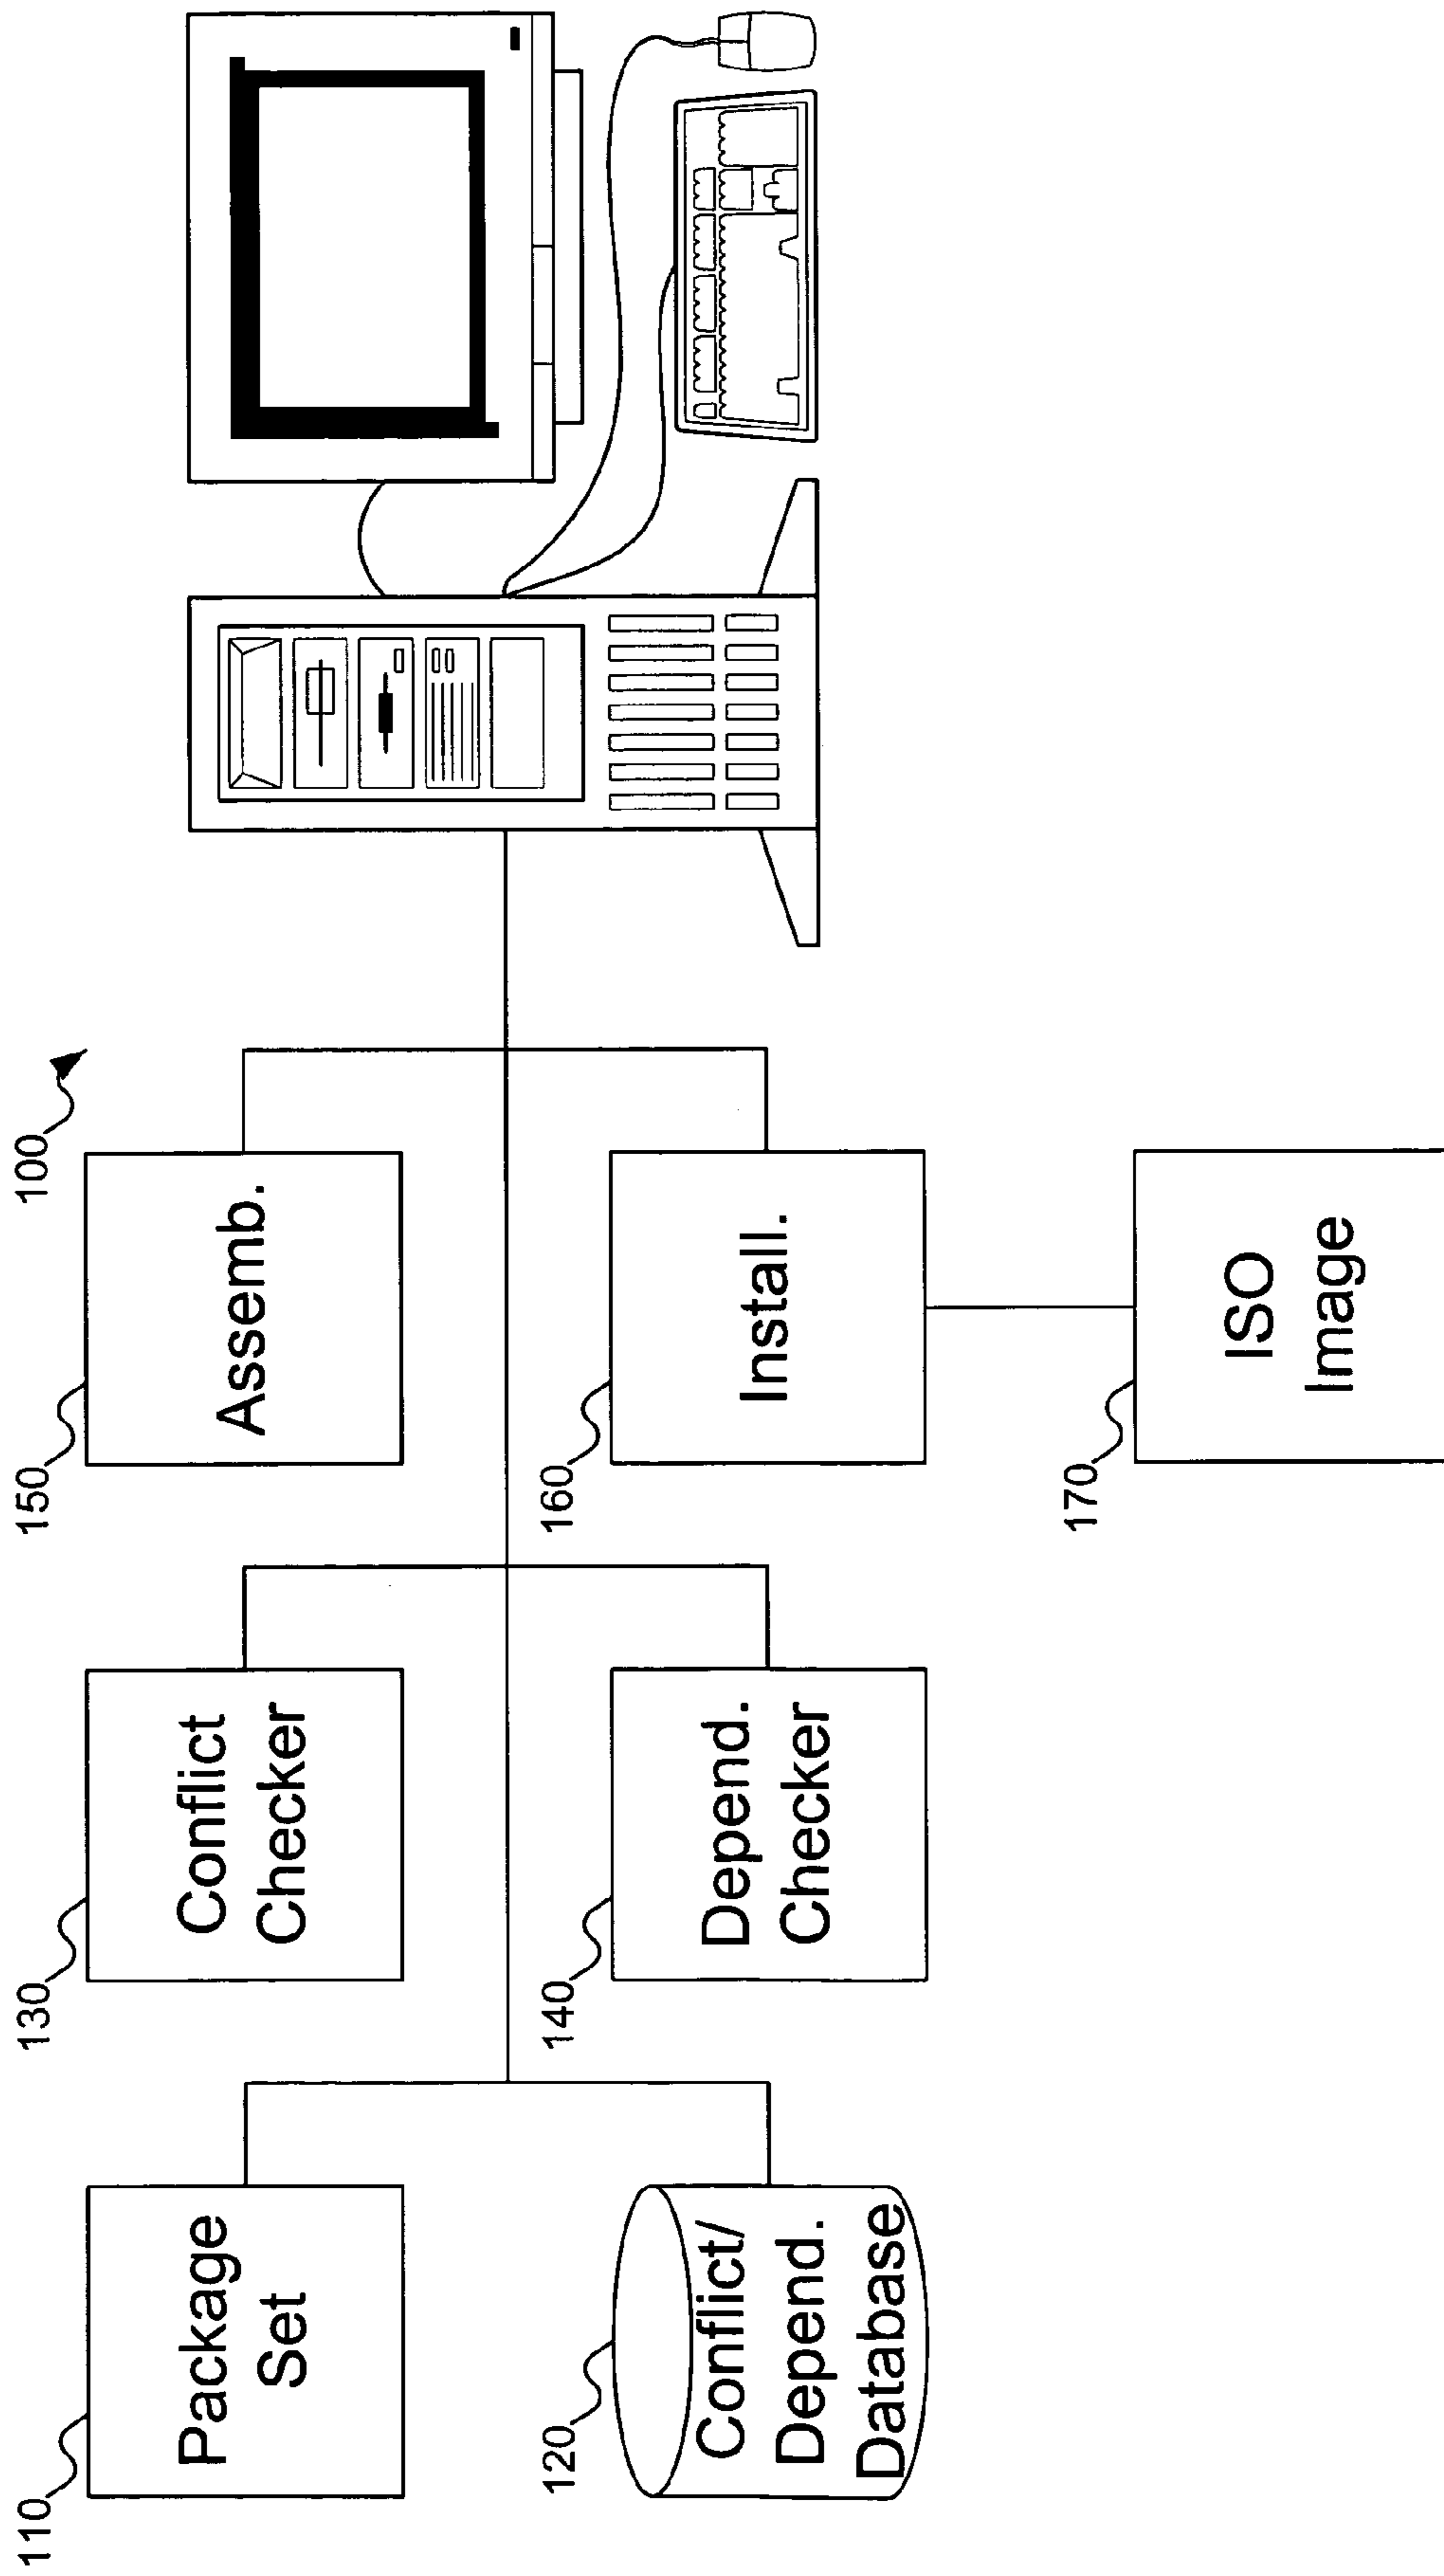 110
Package
Set
130
Conflict
Checker
150
Assemb.
100
120
Conflict/
Depend.
Database
140
Depend.
Checker
160
Install.
170
ISO
Image